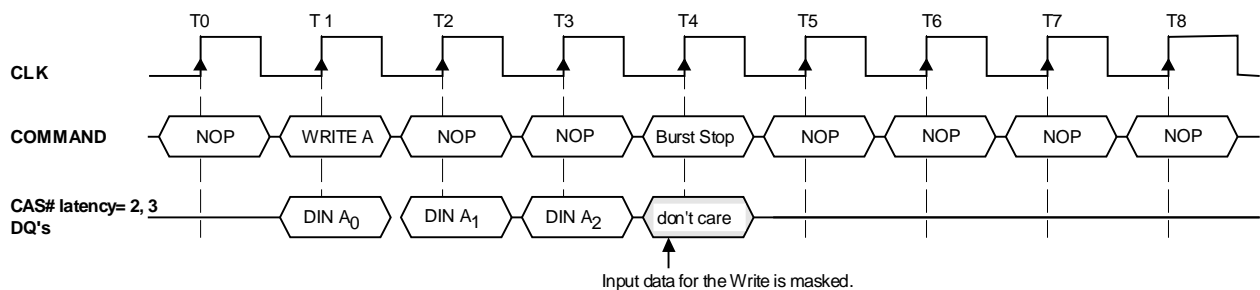 T0 T 1 T2 T3 T4 T5 T6 T7 T8
CLK
COMMAND NOP WRITE A NOP NOP Burst Stop NOP NOP NOP NOP
CAS# latency= 2, 3
DQ's DIN A0 DIN A1 DIN A2 don't care
Input data for the Write is masked.